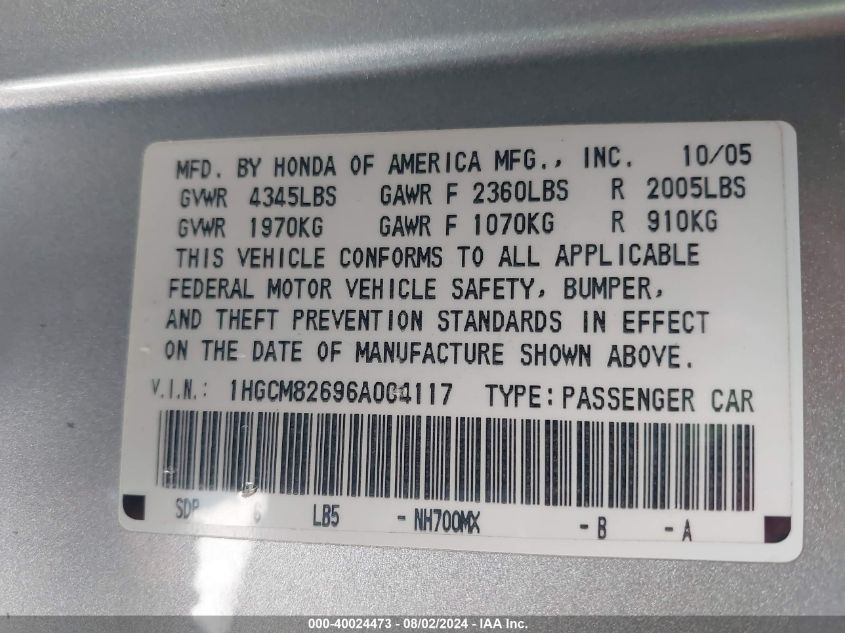 MFD. BY HONDA OF AMERICA MFG., INC. 10/05
GVWR 4345LBS GAWR F 2360LBS R 2005LBS
GVWR 1970KG GAWR F 1070KG R 910KG
THIS VEHICLE CONFORMS TO ALL APPLICABLE
FEDERAL MOTOR VEHICLE SAFETY, BUMPER,
AND THEFT PREVENTION STANDARDS IN EFFECT
ON THE DATE OF MANUFACTURE SHOWN ABOVE.
V.I.N.: 1HGCM82696A004117 TYPE:PASSENGER CAR
SDP 6 LB5 - NH700MX - B - A
000-40024473 - 08/02/2024 - IAA Inc.